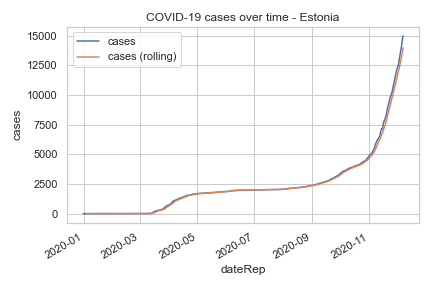 COVID-19 cases over time - Estonia
cases
cases (rolling)
15000
12500
10000
7500
5000
2500
0
cases
2020-01
2020-03
2020-05
2020-07
2020-09
2020-11
dateRep